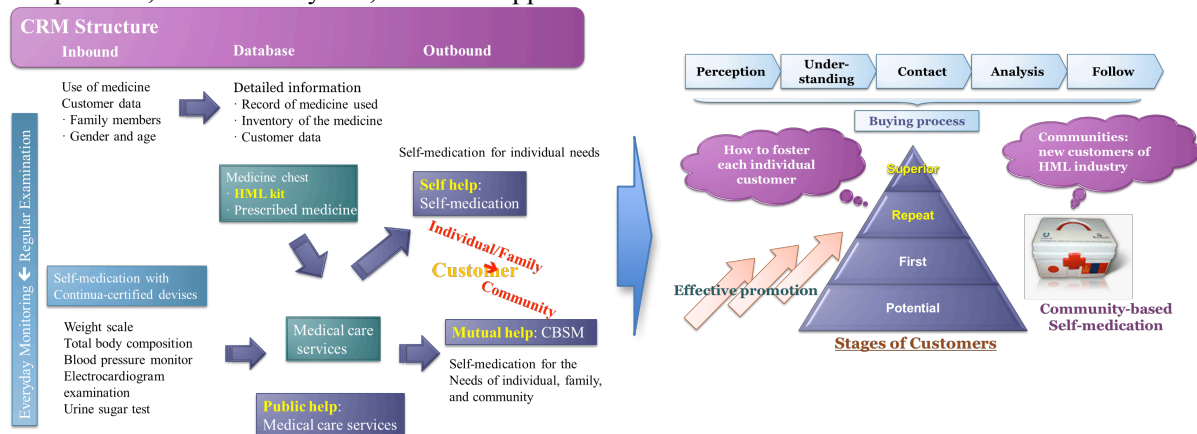 CRM Structure
Inbound
Database
Outbound
Use of medicine
Customer data
· Family members
· Gender and age
Detailed information
· Record of medicine used
· Inventory of the medicine
· Customer data
Self-medication for individual needs
Medicine chest
· HML kit
· Prescribed medicine
Self help:
Self-medication
Individual/Family
Customer
Community
Everyday Monitoring Regular Examination
Self-medication with
Continua-certified devises
Weight scale
Total body composition
Blood pressure monitor
Electrocardiogram
examination
Urine sugar test
Medical care
services
Mutual help: CBSM
Self-medication for the
Needs of individual, family,
and community
Public help:
Medical care services
Perception
Under-
standing
Contact
Analysis
Follow
Buying process
How to foster
each individual
customer
Communities:
new customers of
HML industry
Superior
Repeat
First
Potential
Effective promotion
Stages of Customers
Community-based
Self-medication